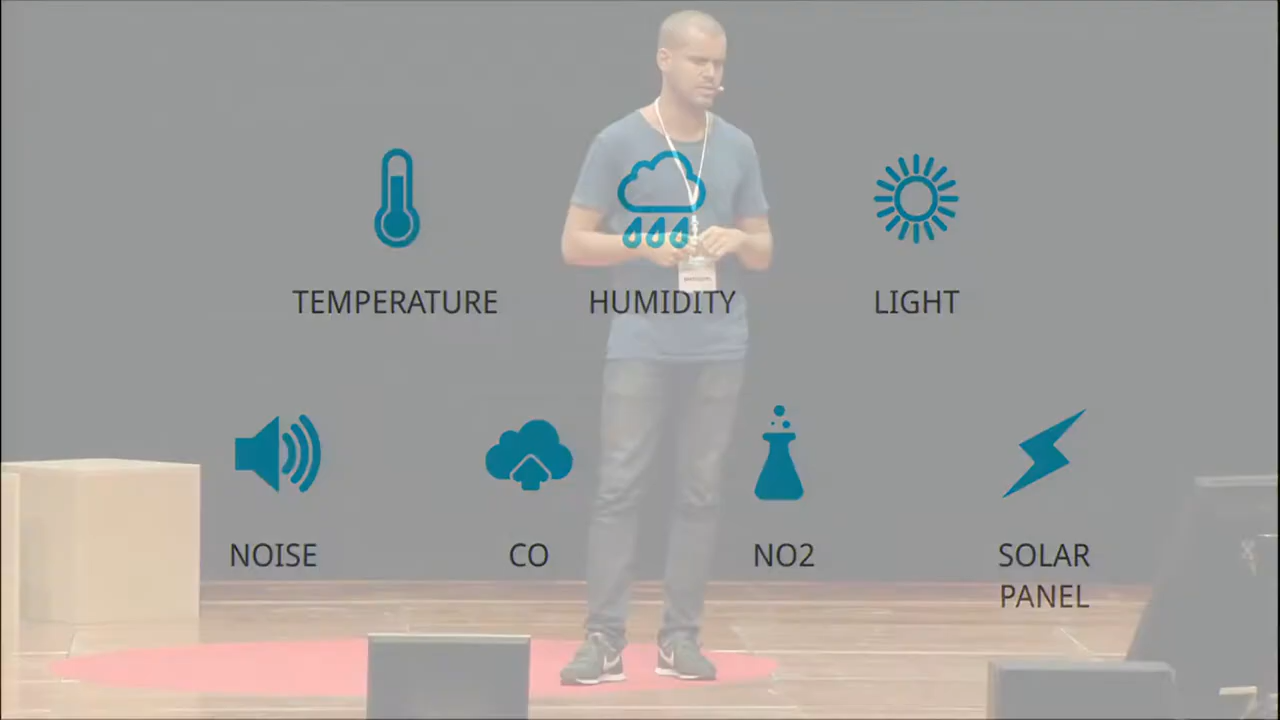 TEMPERATURE
HUMIDITY
LIGHT
NOISE
CO
NO2
SOLAR
PANEL